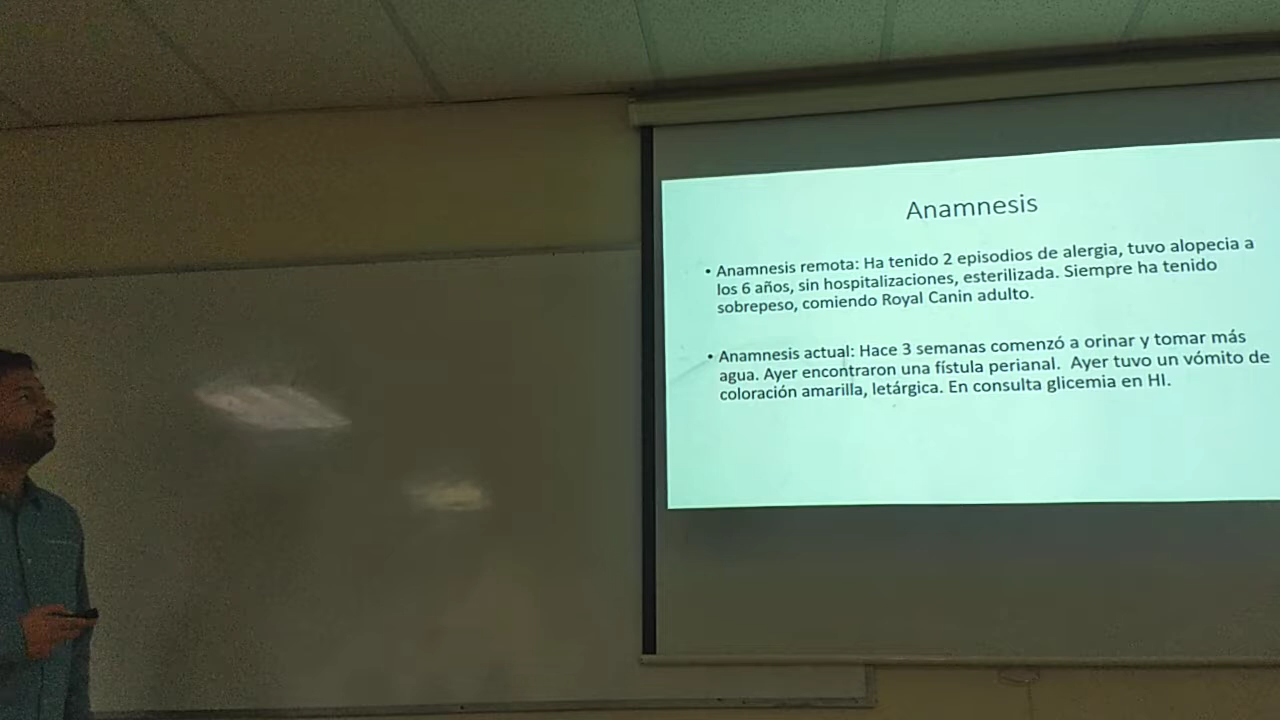 Anamnesis
• Anamnesis remota: Ha tenido 2 episodios de alergia, tuvo alopecia a
los 6 años, sin hospitalizaciones, esterilizada. Siempre ha tenido
sobrepeso, comiendo Royal Canin adulto.
• Anamnesis actual: Hace 3 semanas comenzó a orinar y tomar más
agua. Ayer encontraron una fístula perianal. Ayer tuvo un vómito de
coloración amarilla, letárgica. En consulta glicemia en HI.